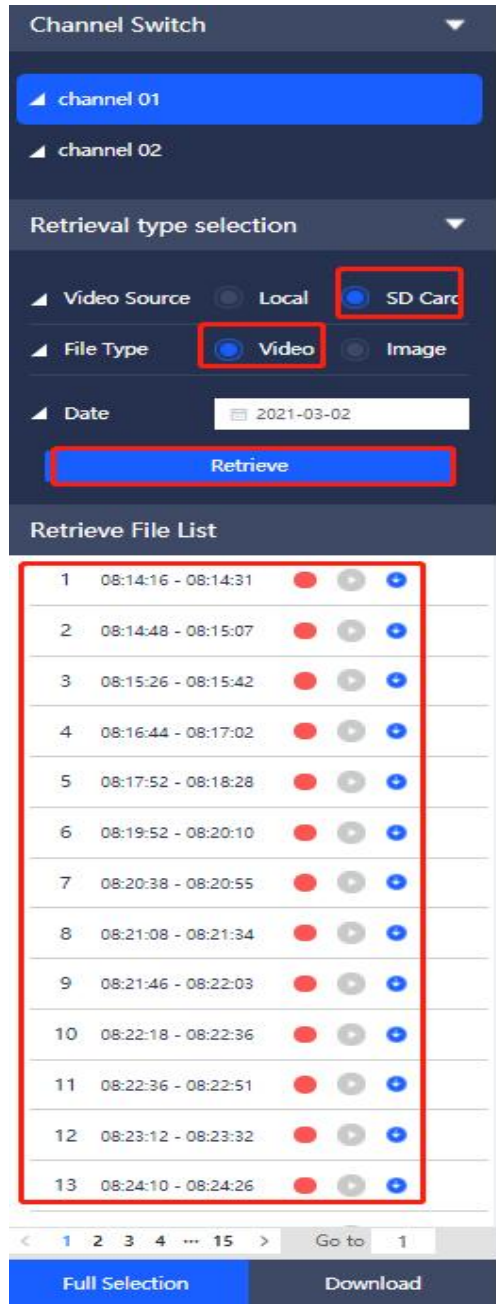 Channel Switch
channel 01
channel 02
Retrieval type selection
Video Source Local SD Card
File Type Video Image
Date 2021-03-02
Retrieve
Retrieve File List
1 08:14:16 - 08:14:31
2 08:14:48 - 08:15:07
3 08:15:26 - 08:15:42
4 08:16:44 - 08:17:02
5 08:17:52 - 08:18:28
6 08:19:52 - 08:20:10
7 08:20:38 - 08:20:55
8 08:21:08 - 08:21:34
9 08:21:46 - 08:22:03
10 08:22:18 - 08:22:36
11 08:22:36 - 08:22:51
12 08:23:12 - 08:23:32
13 08:24:10 - 08:24:26
< 1 2 3 4 ··· 15 > Go to 1
Full Selection Download